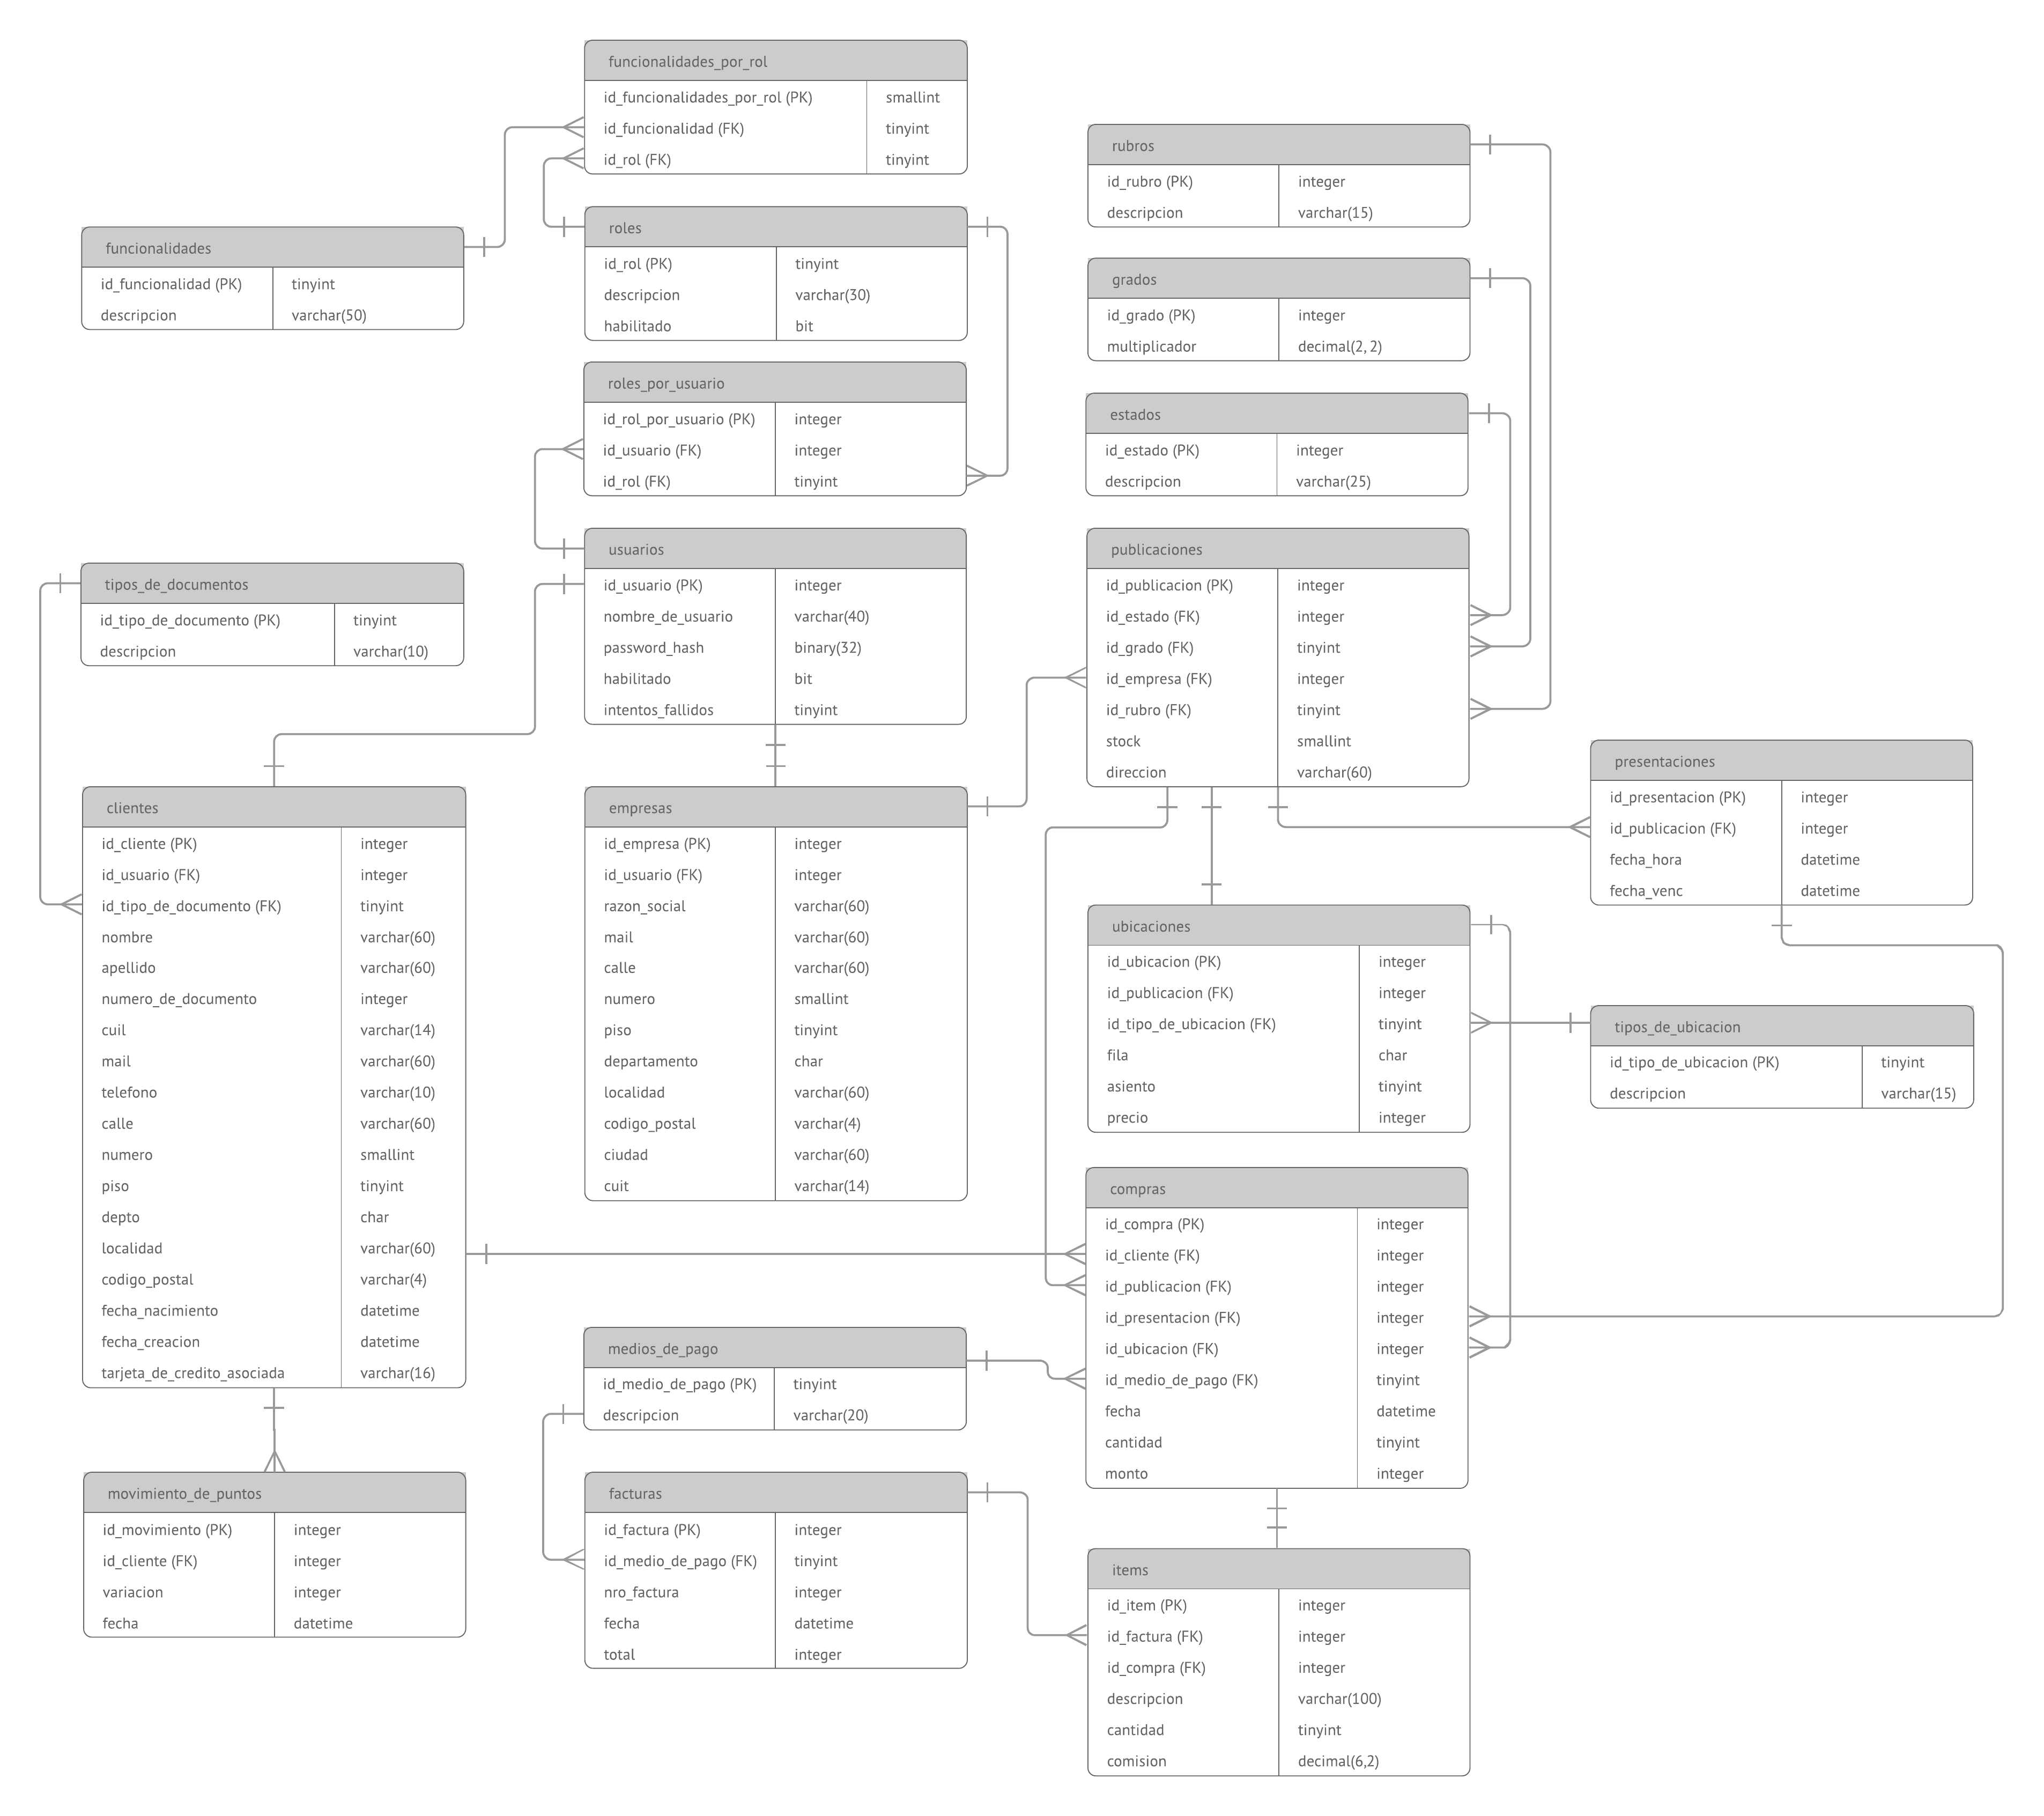 funcionalidades_por_rol
id_funcionalidades_por_rol (PK) smallint
id_funcionalidad (FK) tinyint
id_rol (FK) tinyint
rubros
id_rubro (PK) integer
descripcion varchar(15)
funcionalidades
id_funcionalidad (PK) tinyint
descripcion varchar(50)
roles
id_rol (PK) tinyint
descripcion varchar(30)
habilitado bit
grados
id_grado (PK) integer
multiplicador decimal(2, 2)
roles_por_usuario
id_rol_por_usuario (PK) integer
id_usuario (FK) integer
id_rol (FK) tinyint
estados
id_estado (PK) integer
descripcion varchar(25)
tipos_de_documentos
id_tipo_de_documento (PK) tinyint
descripcion varchar(10)
usuarios
id_usuario (PK) integer
nombre_de_usuario varchar(40)
password_hash binary(32)
habilitado bit
intentos_fallidos tinyint
publicaciones
id_publicacion (PK) integer
id_estado (FK) integer
id_grado (FK) tinyint
id_empresa (FK) integer
id_rubro (FK) tinyint
stock smallint
direccion varchar(60)
presentaciones
id_presentacion (PK) integer
id_publicacion (FK) integer
fecha_hora datetime
fecha_venc datetime
clientes
id_cliente (PK) integer
id_usuario (FK) integer
id_tipo_de_documento (FK) tinyint
nombre varchar(60)
apellido varchar(60)
numero_de_documento integer
cuil varchar(14)
mail varchar(60)
telefono varchar(10)
calle varchar(60)
numero smallint
piso tinyint
depto char
localidad varchar(60)
codigo_postal varchar(4)
fecha_nacimiento datetime
fecha_creacion datetime
tarjeta_de_credito_asociada varchar(16)
empresas
id_empresa (PK) integer
id_usuario (FK) integer
razon_social varchar(60)
mail varchar(60)
calle varchar(60)
numero smallint
piso tinyint
departamento char
localidad varchar(60)
codigo_postal varchar(4)
ciudad varchar(60)
cuit varchar(14)
ubicaciones
id_ubicacion (PK) integer
id_publicacion (FK) integer
id_tipo_de_ubicacion (FK) tinyint
fila char
asiento tinyint
precio integer
tipos_de_ubicacion
id_tipo_de_ubicacion (PK) tinyint
descripcion varchar(15)
compras
id_compra (PK) integer
id_cliente (FK) integer
id_publicacion (FK) integer
id_presentacion (FK) integer
id_ubicacion (FK) integer
id_medio_de_pago (FK) tinyint
fecha datetime
cantidad tinyint
monto integer
medios_de_pago
id_medio_de_pago (PK) tinyint
descripcion varchar(20)
movimiento_de_puntos
id_movimiento (PK) integer
id_cliente (FK) integer
variacion integer
fecha datetime
facturas
id_factura (PK) integer
id_medio_de_pago (FK) tinyint
nro_factura integer
fecha datetime
total integer
items
id_item (PK) integer
id_factura (FK) integer
id_compra (FK) integer
descripcion varchar(100)
cantidad tinyint
comision decimal(6,2)